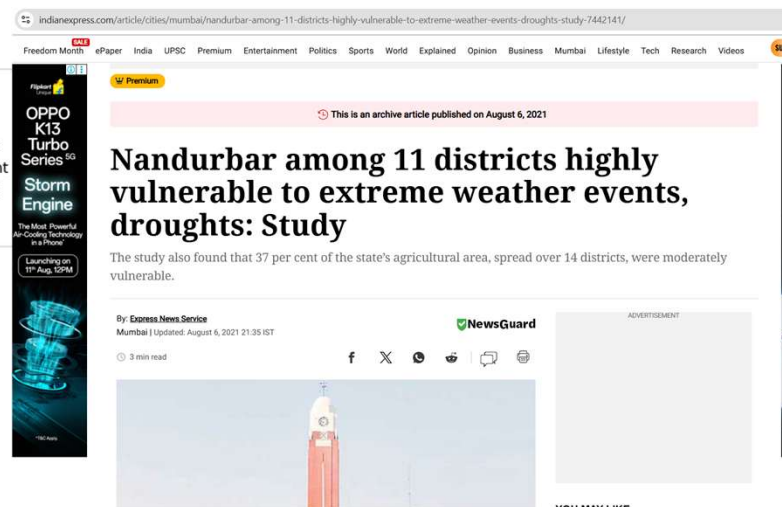 indianexpress.com/article/cities/mumbai/nandurbar-among-11-districts-highly-vulnerable-to-extreme-weather-events-droughts-study-7442141/
SALE
Freedom Month ePaper India UPSC Premium Entertainment Politics Sports World Explained Opinion Business Mumbai Lifestyle Tech Research Videos
Flipkart
Unique
OPPO
K13
Turbo
Series 5G
Storm
Engine
The Most Powerful
Air-Cooling Technology
in a Phone*
Launching on
11th Aug, 12PM
*T&C Apply.
Premium
This is an archive article published on August 6, 2021
Nandurbar among 11 districts highly
vulnerable to extreme weather events,
droughts: Study
The study also found that 37 per cent of the state's agricultural area, spread over 14 districts, were moderately
vulnerable.
By: Express News Service
Mumbai | Updated: August 6, 2021 21:35 IST
NewsGuard
3 min read
ADVERTISEMENT
YOU MAY LIKE